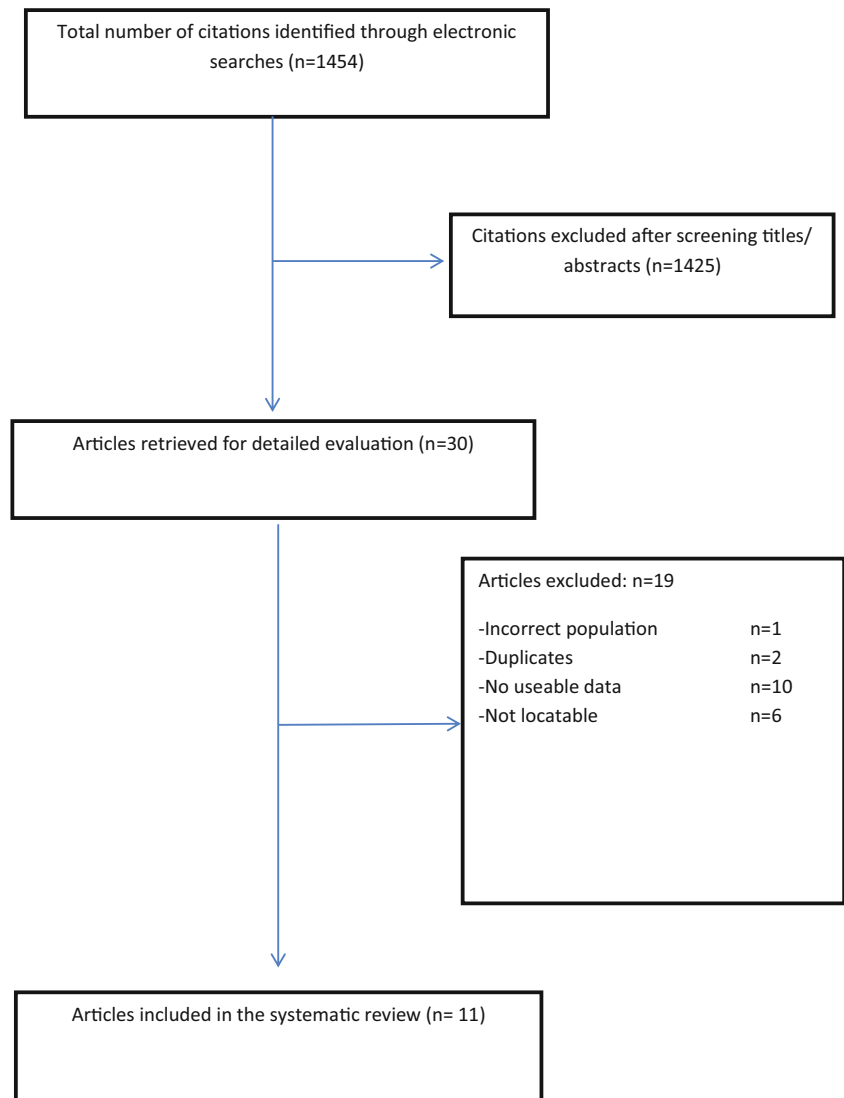 Total number of citations identified through electronic
searches (n=1454)
Citations excluded after screening titles/
abstracts (n=1425)
Articles retrieved for detailed evaluation (n=30)
Articles excluded: n=19
-Incorrect population n=1
-Duplicates n=2
-No useable data n=10
-Not locatable n=6
Articles included in the systematic review (n= 11)